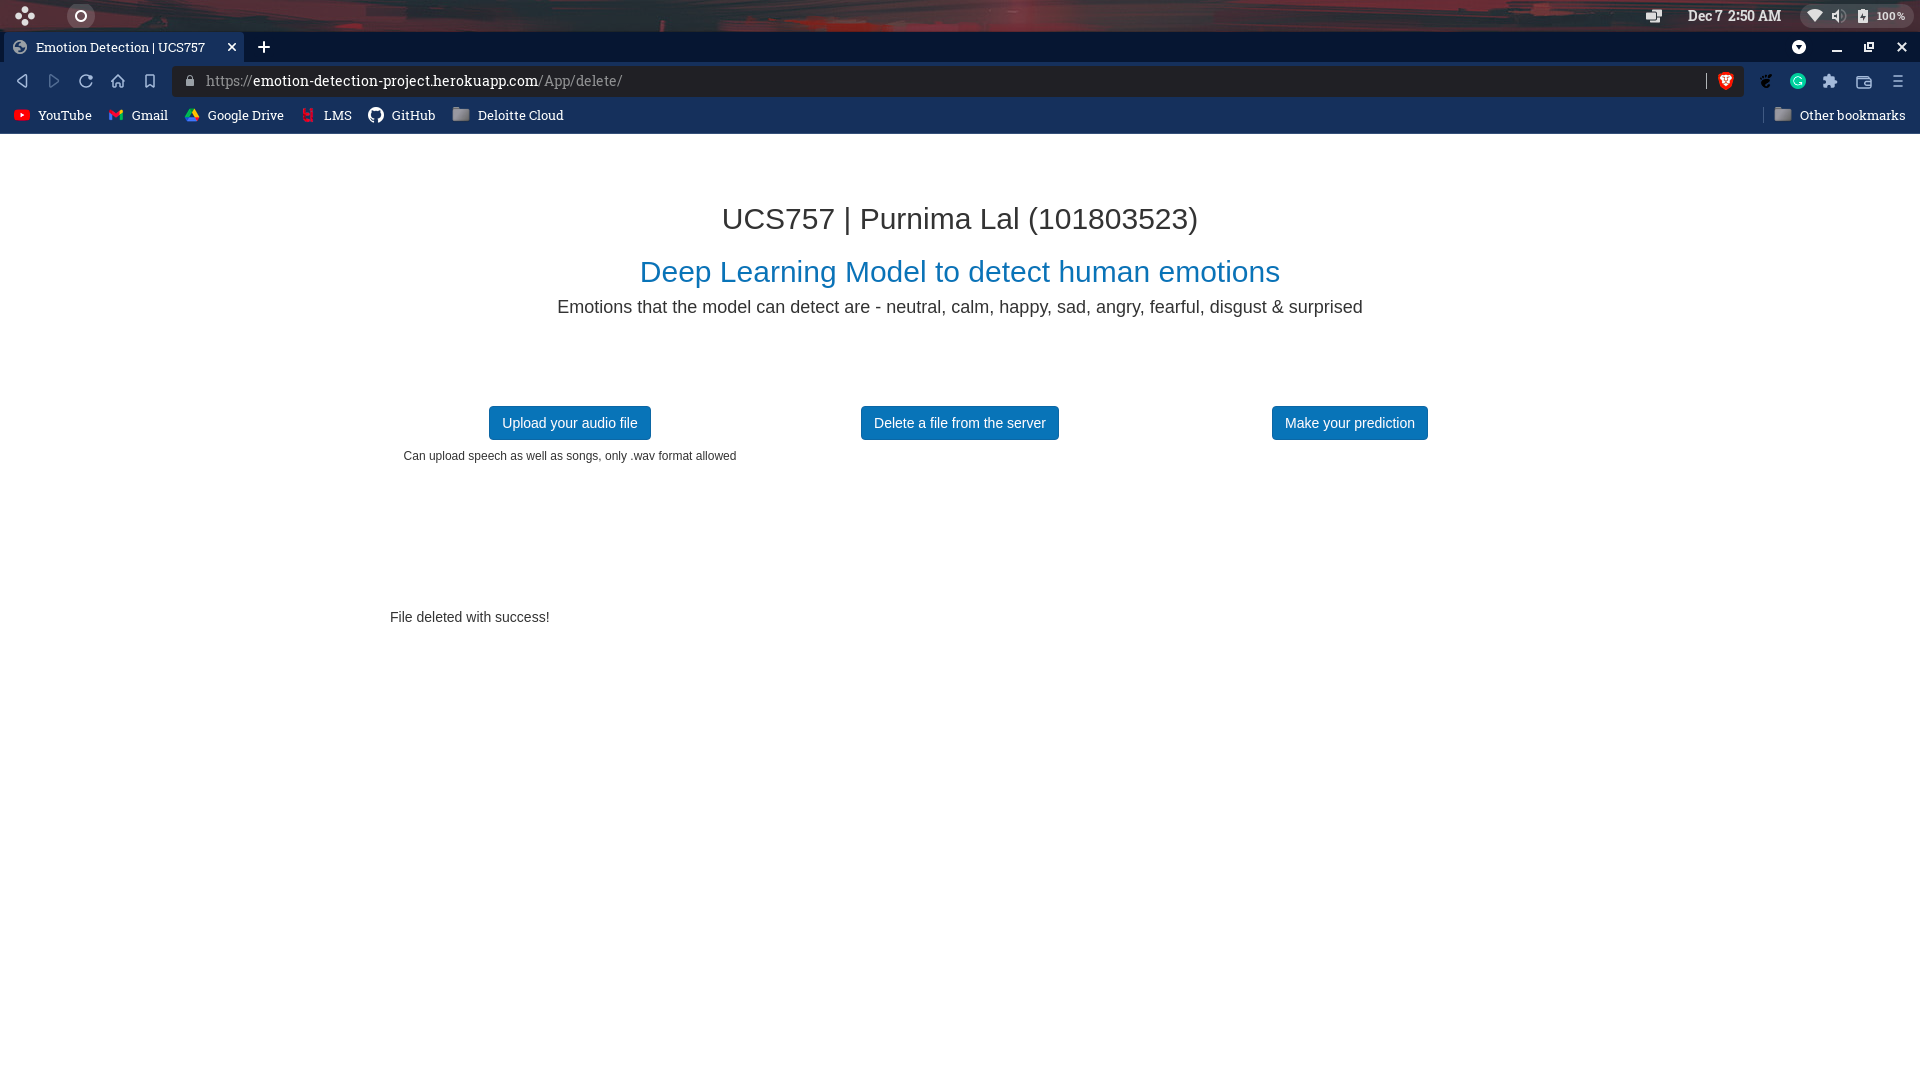 Dec 7 2:50 AM
100%
Emotion Detection | UCS757
https://emotion-detection-project.herokuapp.com/App/delete/
YouTube
Gmail
Google Drive
LMS
GitHub
Deloitte Cloud
Other bookmarks
UCS757 | Purnima Lal (101803523)
Deep Learning Model to detect human emotions
Emotions that the model can detect are - neutral, calm, happy, sad, angry, fearful, disgust & surprised
Upload your audio file
Delete a file from the server
Make your prediction
Can upload speech as well as songs, only .wav format allowed
File deleted with success!